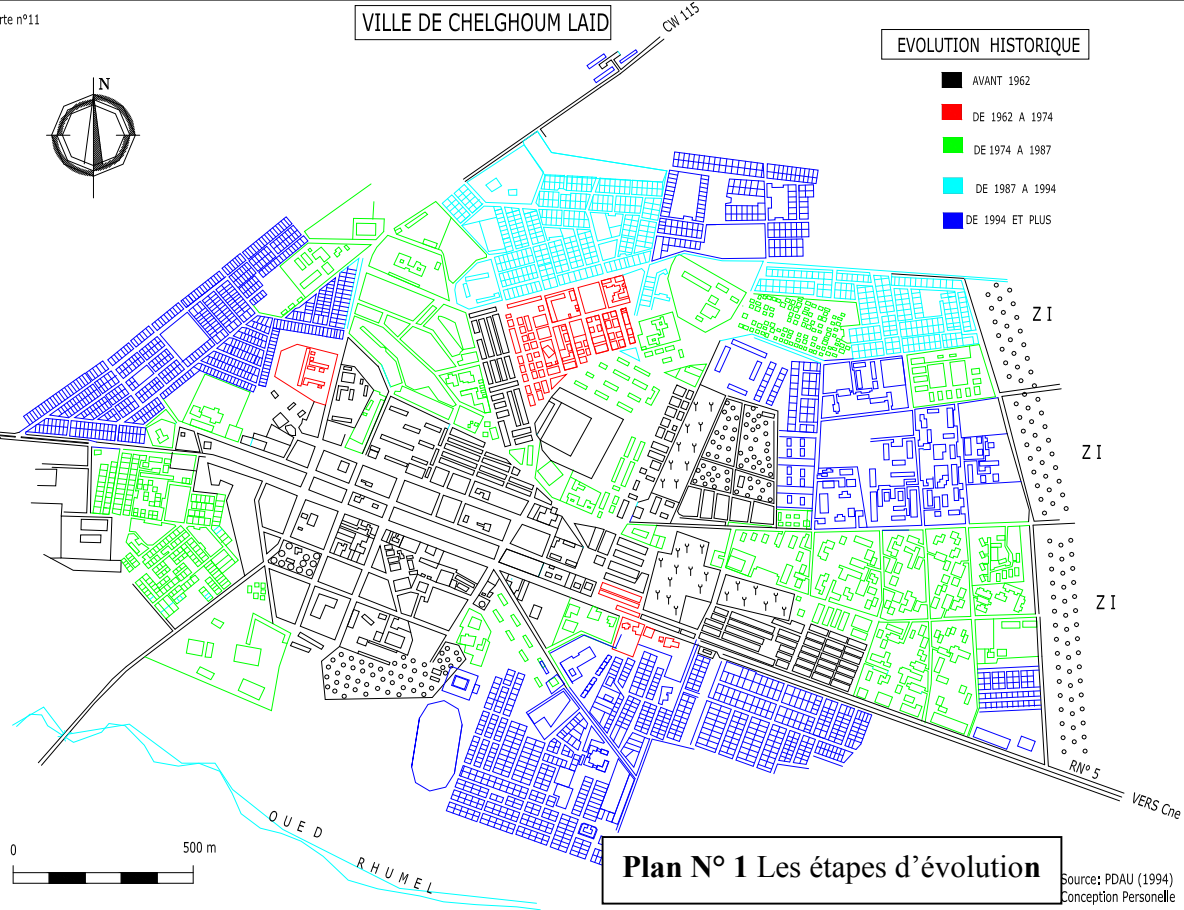 rte n°11
VILLE DE CHELGHOUM LAID
CW 115
N
EVOLUTION HISTORIQUE
AVANT 1962
DE 1962 A 1974
DE 1974 A 1987
DE 1987 A 1994
DE 1994 ET PLUS
Z I
Z I
Z I
RN° 5
VERS Cne
OUED
RHUMEL
0 500 m
Plan N° 1 Les étapes d’évolution
Source: PDAU (1994)
Conception Personelle